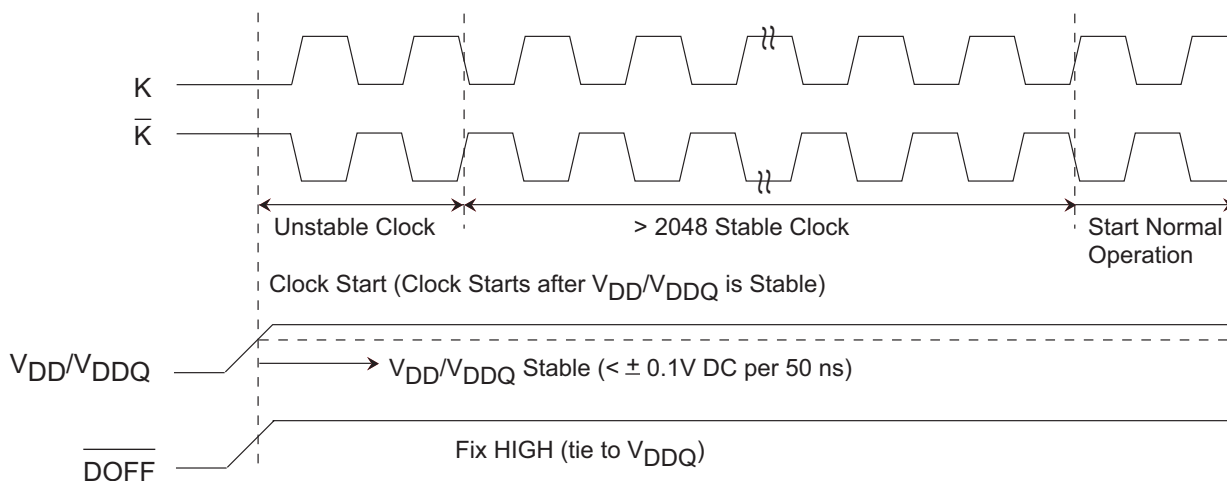 K
K̅
Unstable Clock
> 2048 Stable Clock
Start Normal
Operation
Clock Start (Clock Starts after VDD/VDDQ is Stable)
VDD/VDDQ
VDD/VDDQ Stable (< ± 0.1V DC per 50 ns)
Fix HIGH (tie to VDDQ)
D̅O̅F̅F̅